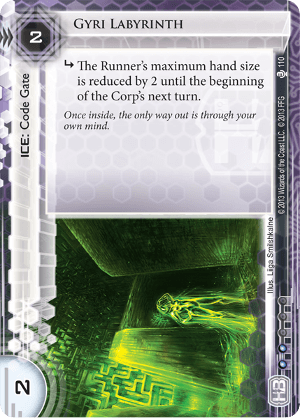 GYRI LABYRINTH
2
ICE: Code Gate
↳ The Runner's maximum hand size
is reduced by 2 until the beginning
of the Corp's next turn.
Once inside, the only way out is through your
own mind.
110
© 2013 Wizards of the Coast LLC. © 2013 FFG
Illus. Liiga Smilshkalne
2
HB